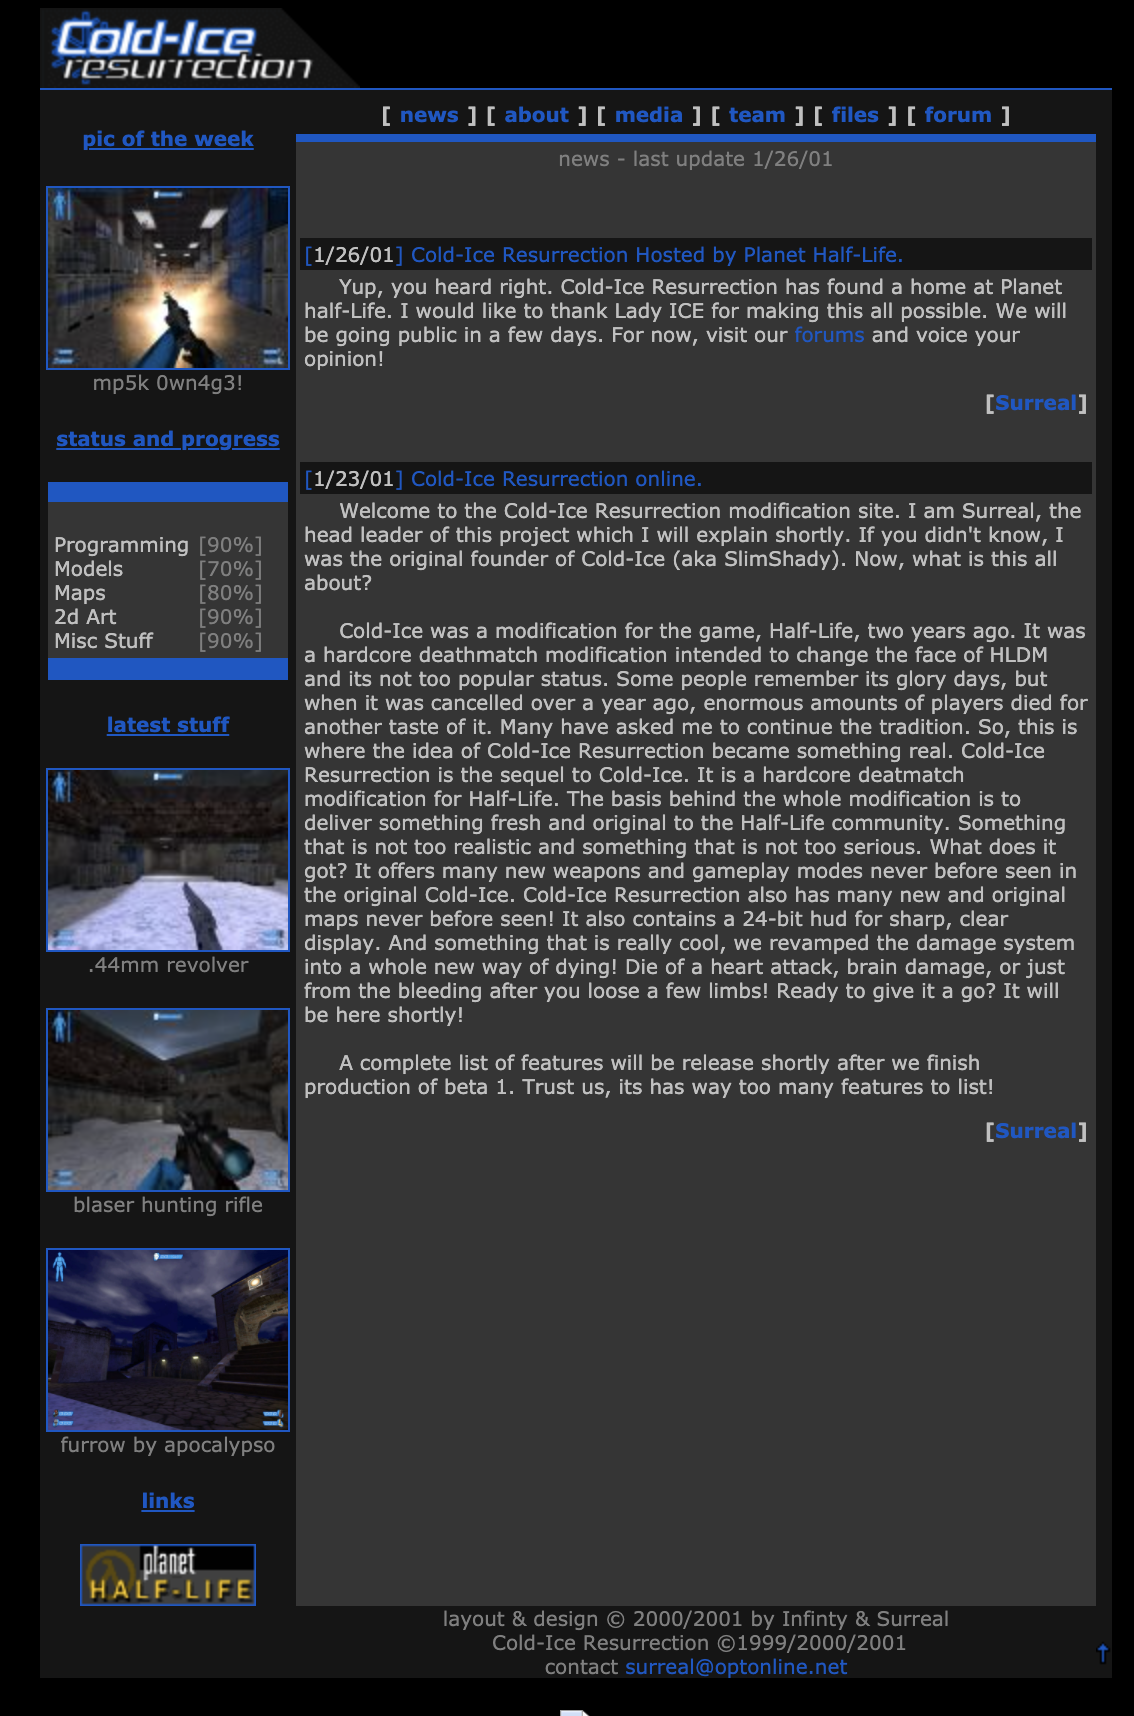 Cold-Ice
resurrection
[ news ] [ about ] [ media ] [ team ] [ files ] [ forum ]
pic of the week
mp5k 0wn4g3!
status and progress
Programming [90%]
Models [70%]
Maps [80%]
2d Art [90%]
Misc Stuff [90%]
latest stuff
.44mm revolver
blaser hunting rifle
furrow by apocalypso
links
planet
HALF-LIFE
news - last update 1/26/01
[1/26/01] Cold-Ice Resurrection Hosted by Planet Half-Life.
Yup, you heard right. Cold-Ice Resurrection has found a home at Planet
half-Life. I would like to thank Lady ICE for making this all possible. We will
be going public in a few days. For now, visit our forums and voice your
opinion!
[Surreal]
[1/23/01] Cold-Ice Resurrection online.
Welcome to the Cold-Ice Resurrection modification site. I am Surreal, the
head leader of this project which I will explain shortly. If you didn't know, I
was the original founder of Cold-Ice (aka SlimShady). Now, what is this all
about?
Cold-Ice was a modification for the game, Half-Life, two years ago. It was
a hardcore deathmatch modification intended to change the face of HLDM
and its not too popular status. Some people remember its glory days, but
when it was cancelled over a year ago, enormous amounts of players died for
another taste of it. Many have asked me to continue the tradition. So, this is
where the idea of Cold-Ice Resurrection became something real. Cold-Ice
Resurrection is the sequel to Cold-Ice. It is a hardcore deatmatch
modification for Half-Life. The basis behind the whole modification is to
deliver something fresh and original to the Half-Life community. Something
that is not too realistic and something that is not too serious. What does it
got? It offers many new weapons and gameplay modes never before seen in
the original Cold-Ice. Cold-Ice Resurrection also has many new and original
maps never before seen! It also contains a 24-bit hud for sharp, clear
display. And something that is really cool, we revamped the damage system
into a whole new way of dying! Die of a heart attack, brain damage, or just
from the bleeding after you loose a few limbs! Ready to give it a go? It will
be here shortly!
A complete list of features will be release shortly after we finish
production of beta 1. Trust us, its has way too many features to list!
[Surreal]
layout & design © 2000/2001 by Infinty & Surreal
Cold-Ice Resurrection ©1999/2000/2001
contact surreal@optonline.net